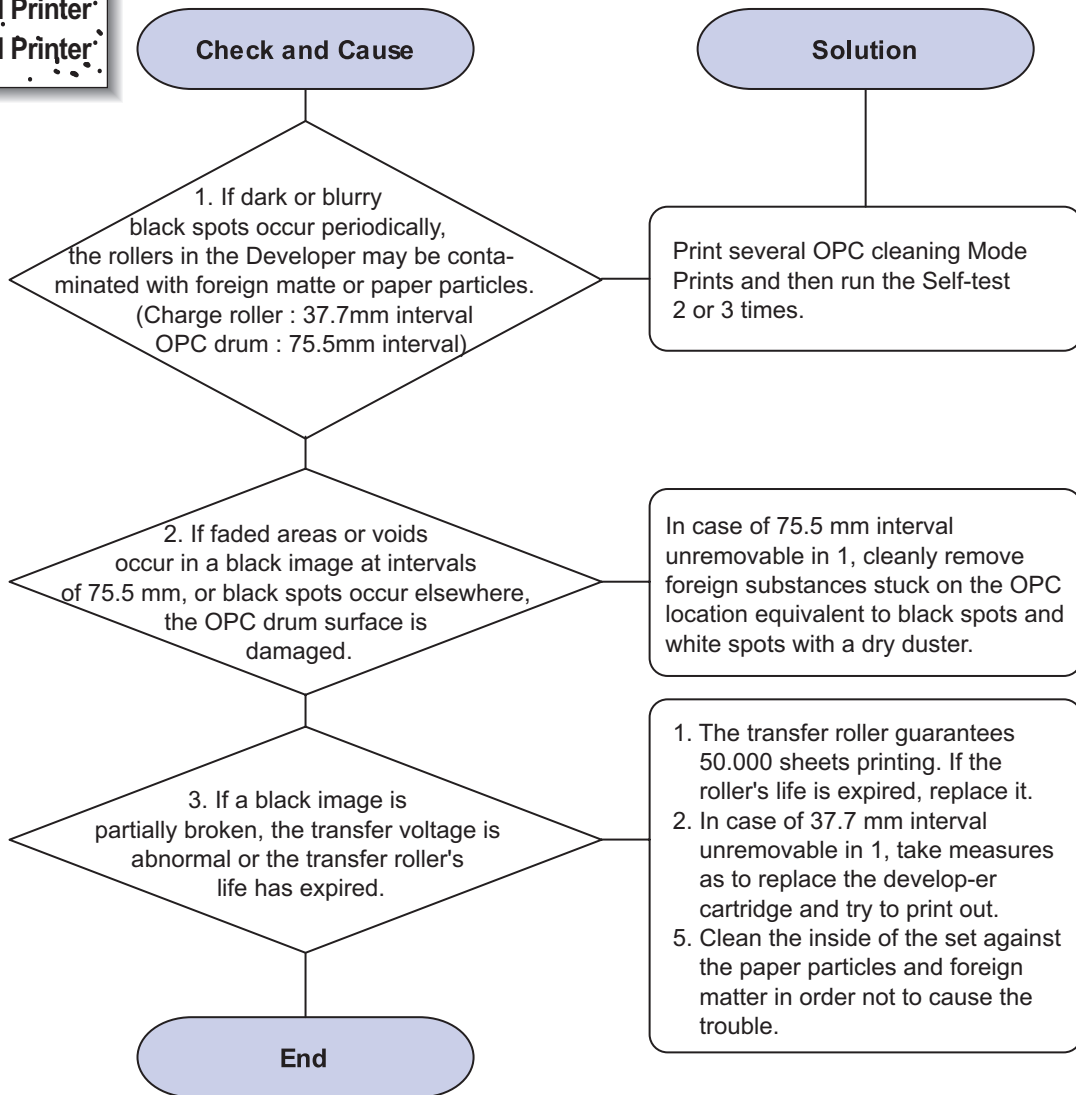 Printer
Printer
Check and Cause
Solution
1. If dark or blurry
black spots occur periodically,
the rollers in the Developer may be conta-
minated with foreign matte or paper particles.
(Charge roller : 37.7mm interval
OPC drum : 75.5mm interval)
Print several OPC cleaning Mode
Prints and then run the Self-test
2 or 3 times.
2. If faded areas or voids
occur in a black image at intervals
of 75.5 mm, or black spots occur elsewhere,
the OPC drum surface is
damaged.
In case of 75.5 mm interval
unremovable in 1, cleanly remove
foreign substances stuck on the OPC
location equivalent to black spots and
white spots with a dry duster.
3. If a black image is
partially broken, the transfer voltage is
abnormal or the transfer roller's
life has expired.
1. The transfer roller guarantees
50.000 sheets printing. If the
roller's life is expired, replace it.
2. In case of 37.7 mm interval
unremovable in 1, take measures
as to replace the develop-er
cartridge and try to print out.
5. Clean the inside of the set against
the paper particles and foreign
matter in order not to cause the
trouble.
End